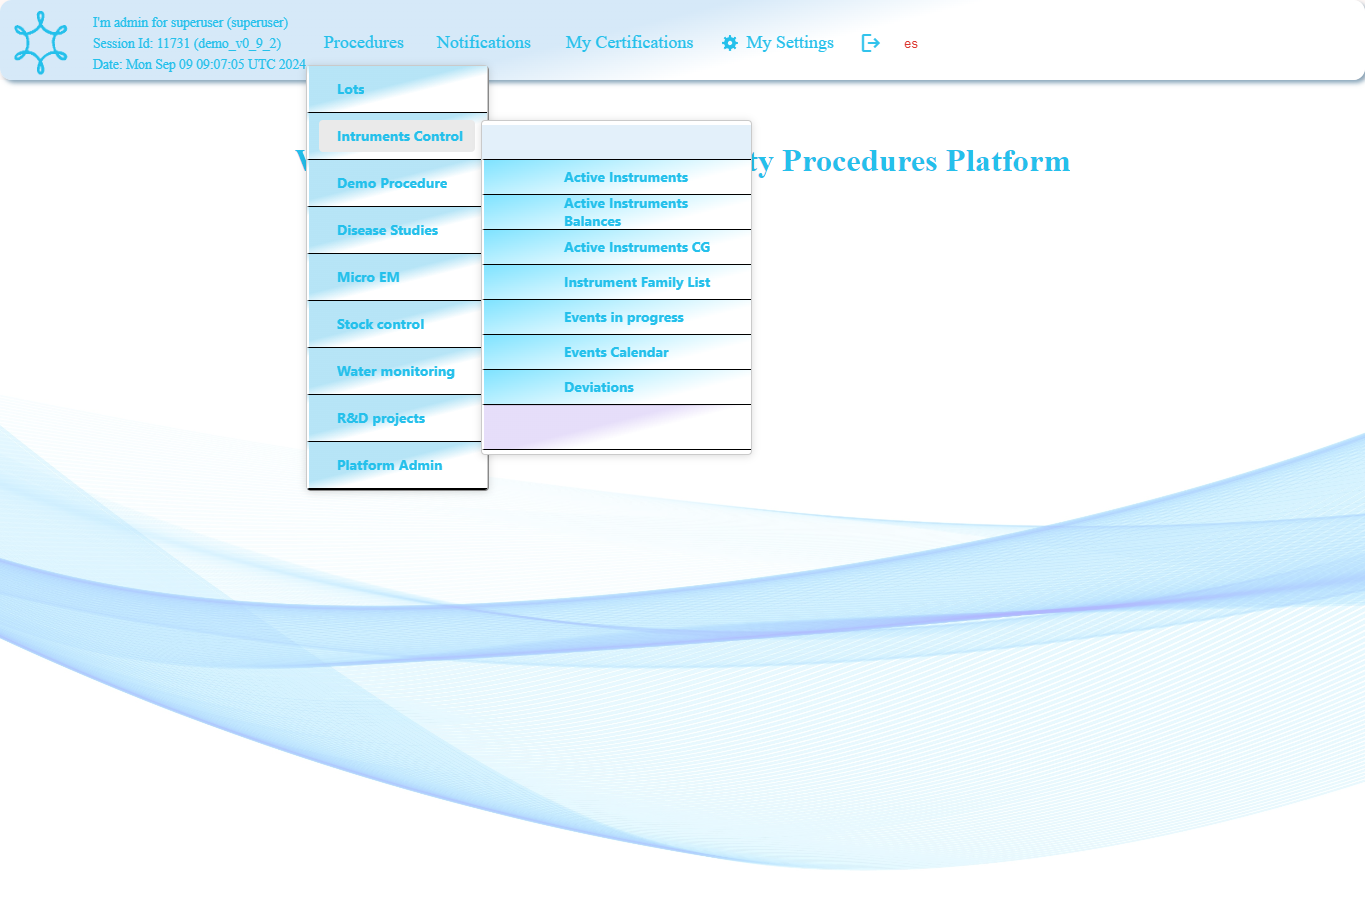 I'm admin for superuser (superuser)
Session Id: 11731 (demo_v0_9_2)
Date: Mon Sep 09 09:07:05 UTC 2024
Procedures
Notifications
My Certifications
My Settings
es
ty Procedures Platform
Lots
Intruments Control
Demo Procedure
Disease Studies
Micro EM
Stock control
Water monitoring
R&D projects
Platform Admin
Active Instruments
Active Instruments
Balances
Active Instruments CG
Instrument Family List
Events in progress
Events Calendar
Deviations